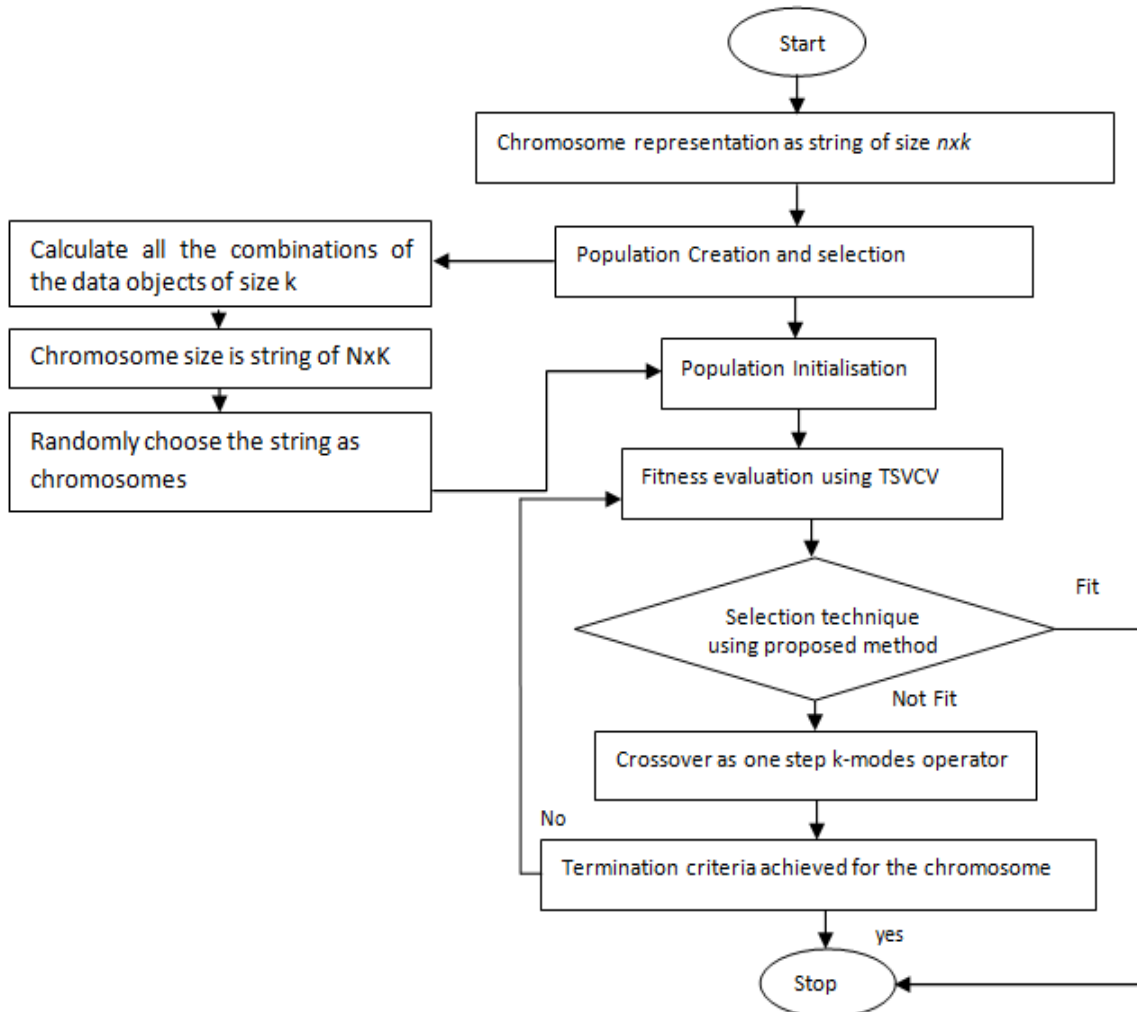 Start
Chromosome representation as string of size nxk
Calculate all the combinations of
the data objects of size k
Population Creation and selection
Chromosome size is string of NxK
Population Initialisation
Randomly choose the string as
chromosomes
Fitness evaluation using TSVCV
Fit
Selection technique
using proposed method
Not Fit
Crossover as one step k-modes operator
No
Termination criteria achieved for the chromosome
yes
Stop